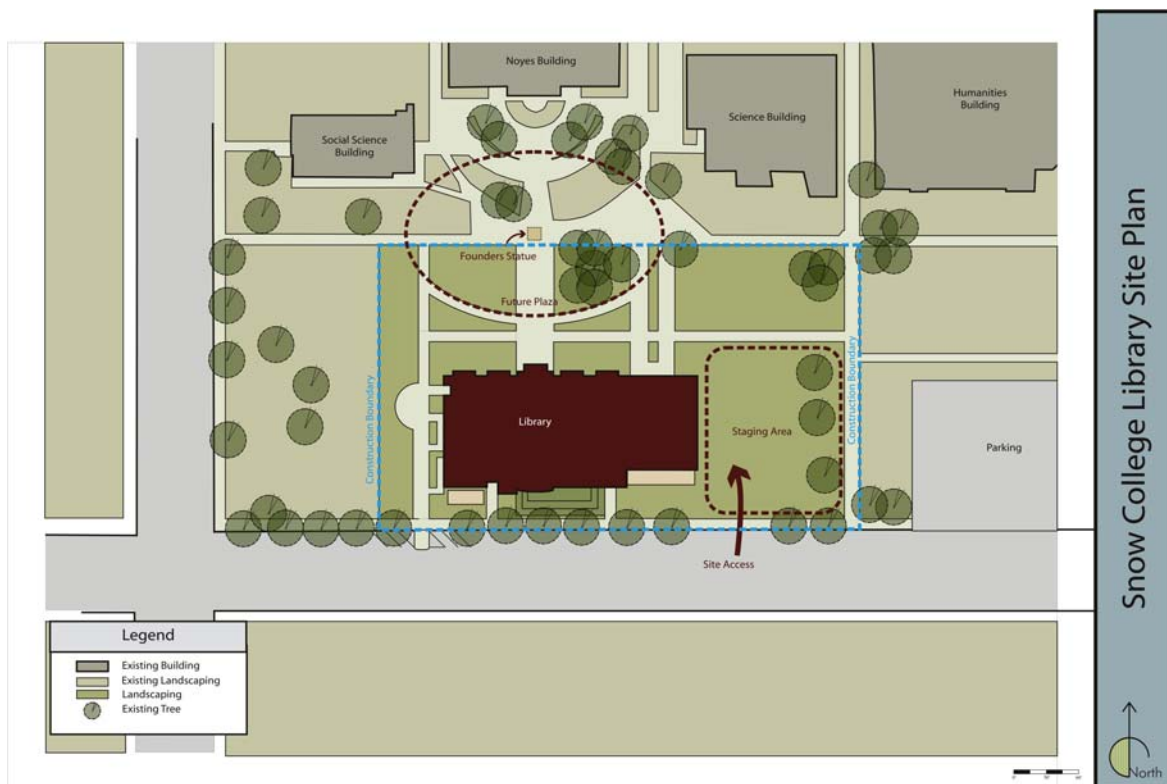 Noyes Building
Humanities
Building
Science Building
Social Science
Building
Founders Statue
Future Plaza
Construction Boundary
Construction Boundary
Library
Staging Area
Parking
Site Access
Legend
Existing Building
Existing Landscaping
Landscaping
Existing Tree
Snow College Library Site Plan
North